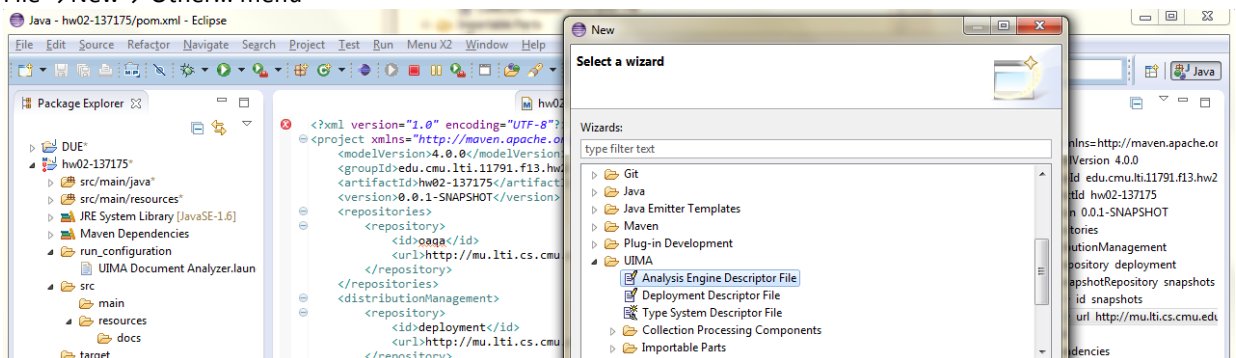 File → New → Other... menu
Java - hw02-137175/pom.xml - Eclipse
File Edit Source Refactor Navigate Search Project Test Run Menu X2 Window Help
Java
Package Explorer
DUE*
hw02-137175*
src/main/java*
src/main/resources*
JRE System Library [JavaSE-1.6]
Maven Dependencies
run_configuration
UIMA Document Analyzer.laun
src
main
resources
docs
target
hw02
<?xml version="1.0" encoding="UTF-8"?
<project xmlns="http://maven.apache.or
<modelVersion>4.0.0</modelVersion
<groupId>edu.cmu.lti.11791.f13.hw2
<artifactId>hw02-137175</artifact
<version>0.0.1-SNAPSHOT</version>
<repositories>
<repository>
<id>oaqa</id>
<url>http://mu.lti.cs.cmu.
</repository>
</repositories>
<distributionManagement>
<repository>
<id>deployment</id>
<url>http://mu.lti.cs.cmu.
</repository>
New
Select a wizard
Wizards:
type filter text
Git
Java
Java Emitter Templates
Maven
Plug-in Development
UIMA
Analysis Engine Descriptor File
Deployment Descriptor File
Type System Descriptor File
Collection Processing Components
Importable Parts
lns=http://maven.apache.or
Version 4.0.0
Id edu.cmu.lti.11791.f13.hw2
ctId hw02-137175
n 0.0.1-SNAPSHOT
tories
utionManagement
pository deployment
apshotRepository snapshots
id snapshots
url http://mu.lti.cs.cmu.edu
dencies